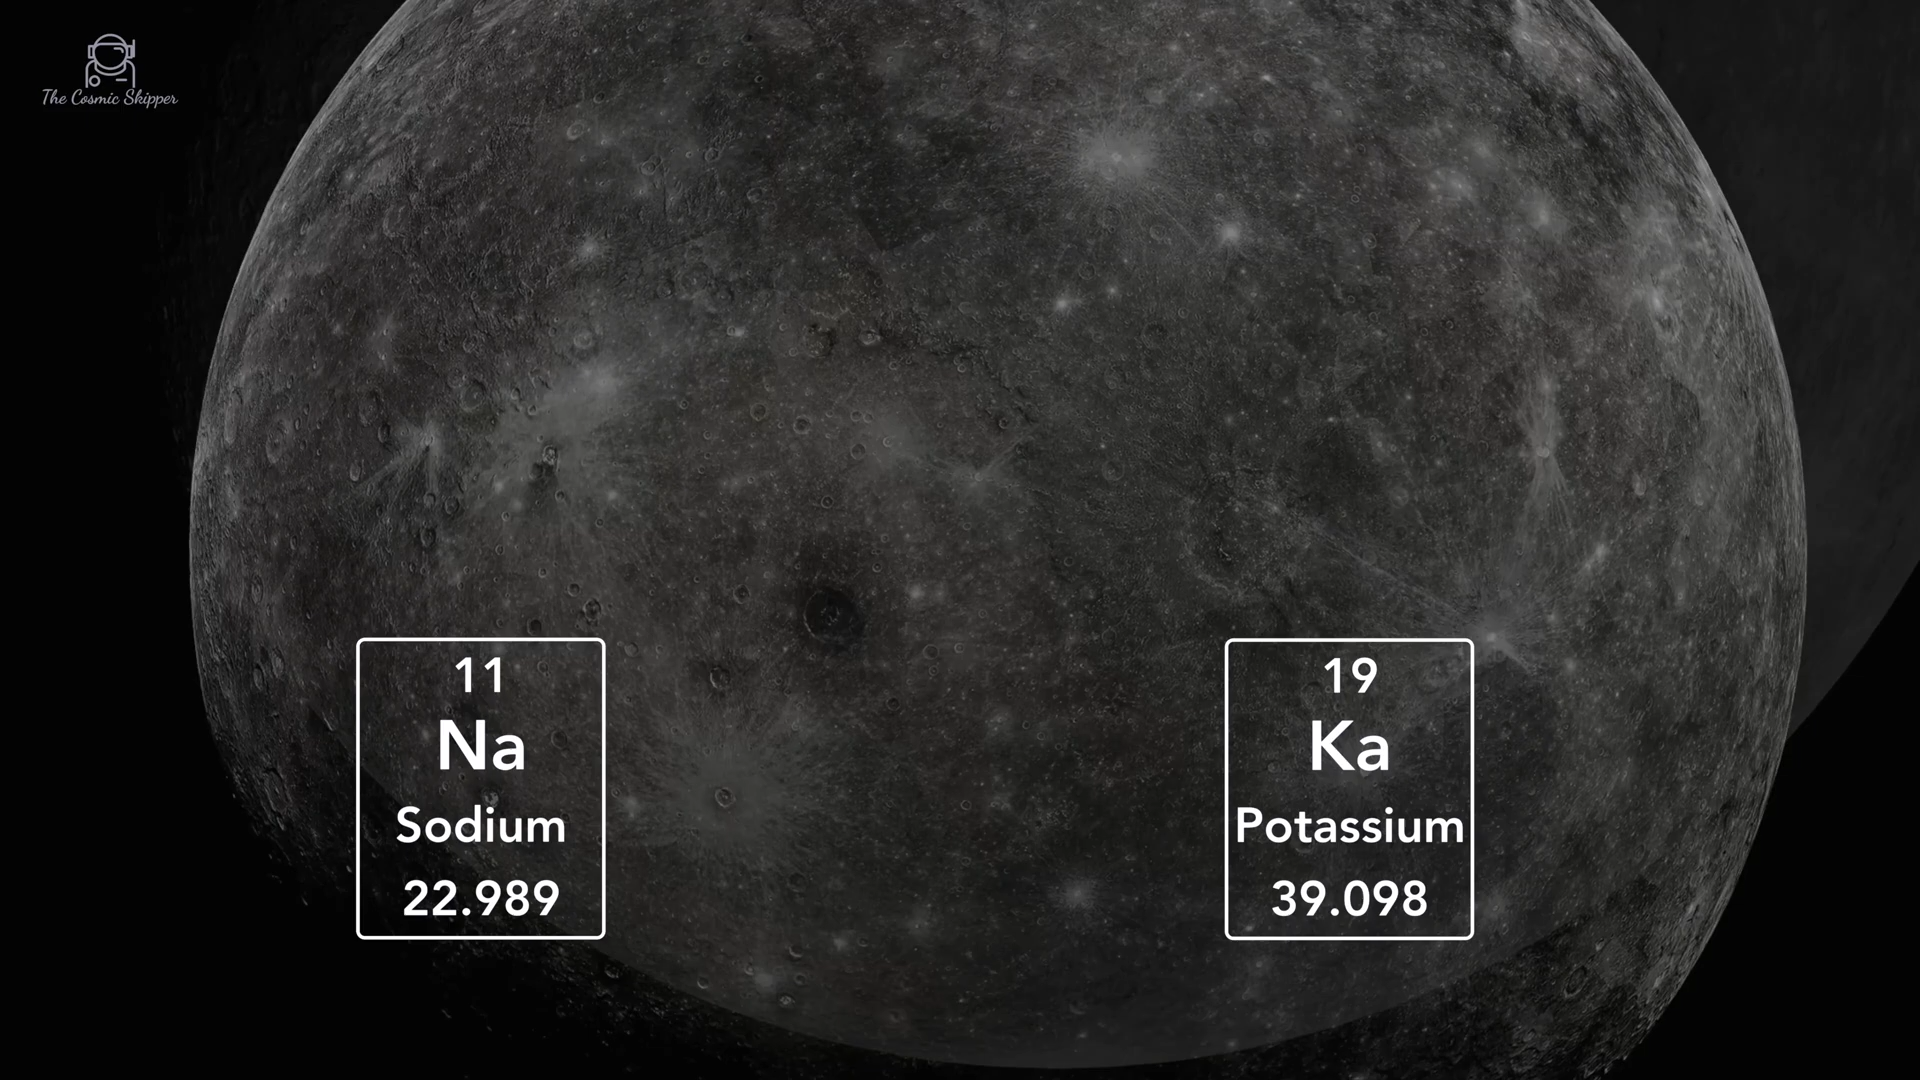 The Cosmic Skipper
11
Na
Sodium
22.989
19
Ka
Potassium
39.098